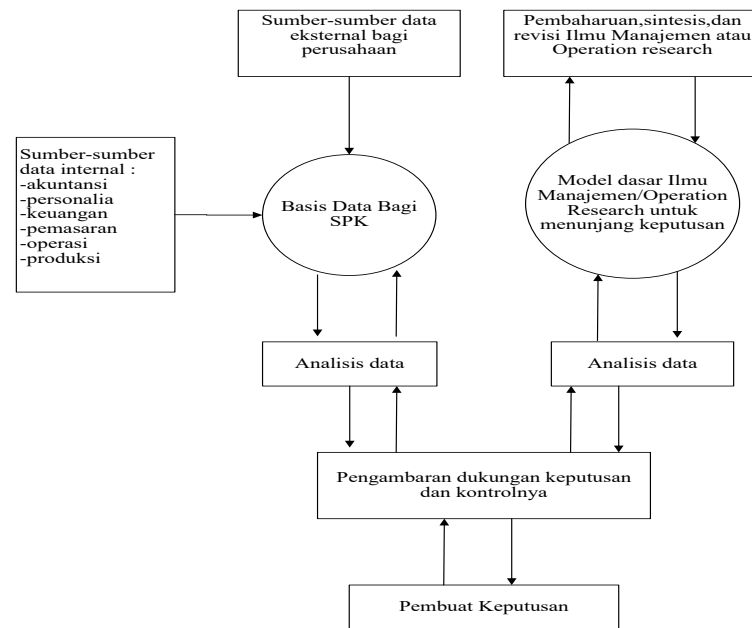 Sumber-sumber data
eksternal bagi
perusahaan
Pembaharuan,sintesis,dan
revisi Ilmu Manajemen atau
Operation research
Sumber-sumber
data internal :
-akuntansi
-personalia
-keuangan
-pemasaran
-operasi
-produksi
Basis Data Bagi
SPK
Model dasar Ilmu
Manajemen/Operation
Research untuk
menunjang keputusan
Analisis data
Analisis data
Pengambaran dukungan keputusan
dan kontrolnya
Pembuat Keputusan